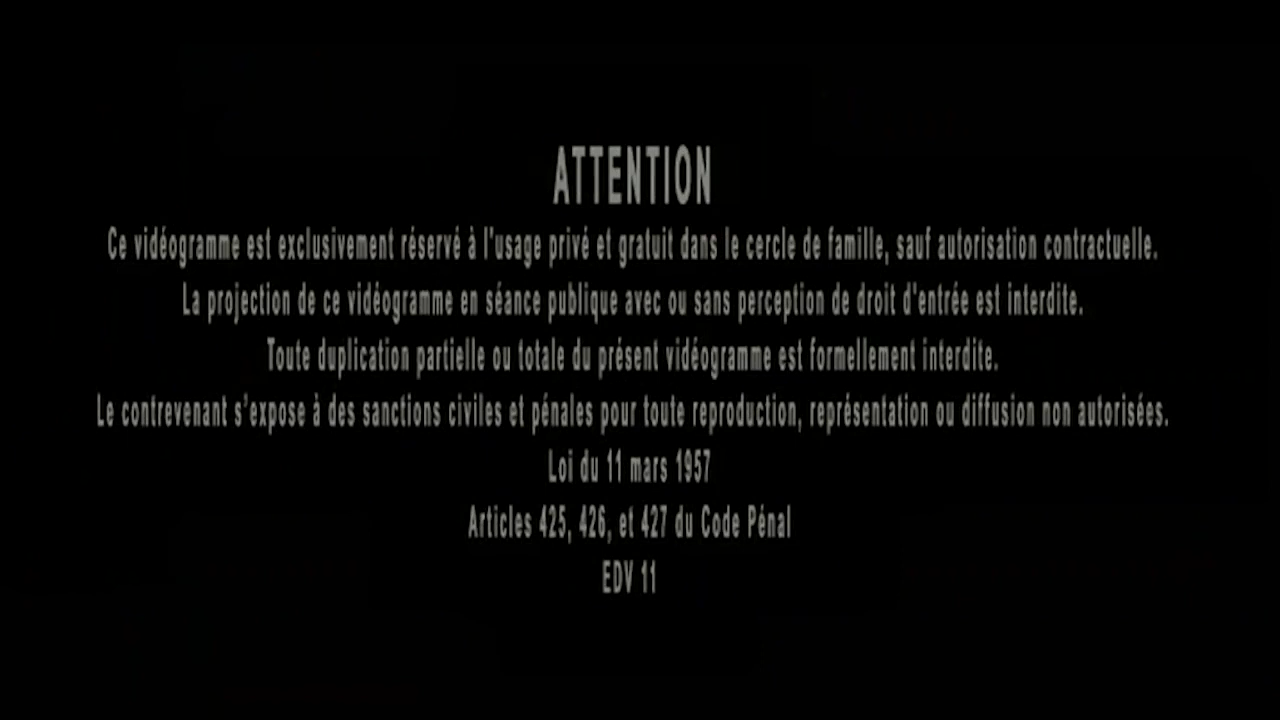 ATTENTION
Ce vidéogramme est exclusivement réservé à l'usage privé et gratuit dans le cercle de famille, sauf autorisation contractuelle.
La projection de ce vidéogramme en séance publique avec ou sans perception de droit d'entrée est interdite.
Toute duplication partielle ou totale du présent vidéogramme est formellement interdite.
Le contrevenant s'expose à des sanctions civiles et pénales pour toute reproduction, représentation ou diffusion non autorisées.
Loi du 11 mars 1957
Articles 425, 426, et 427 du Code Pénal
EDV 11